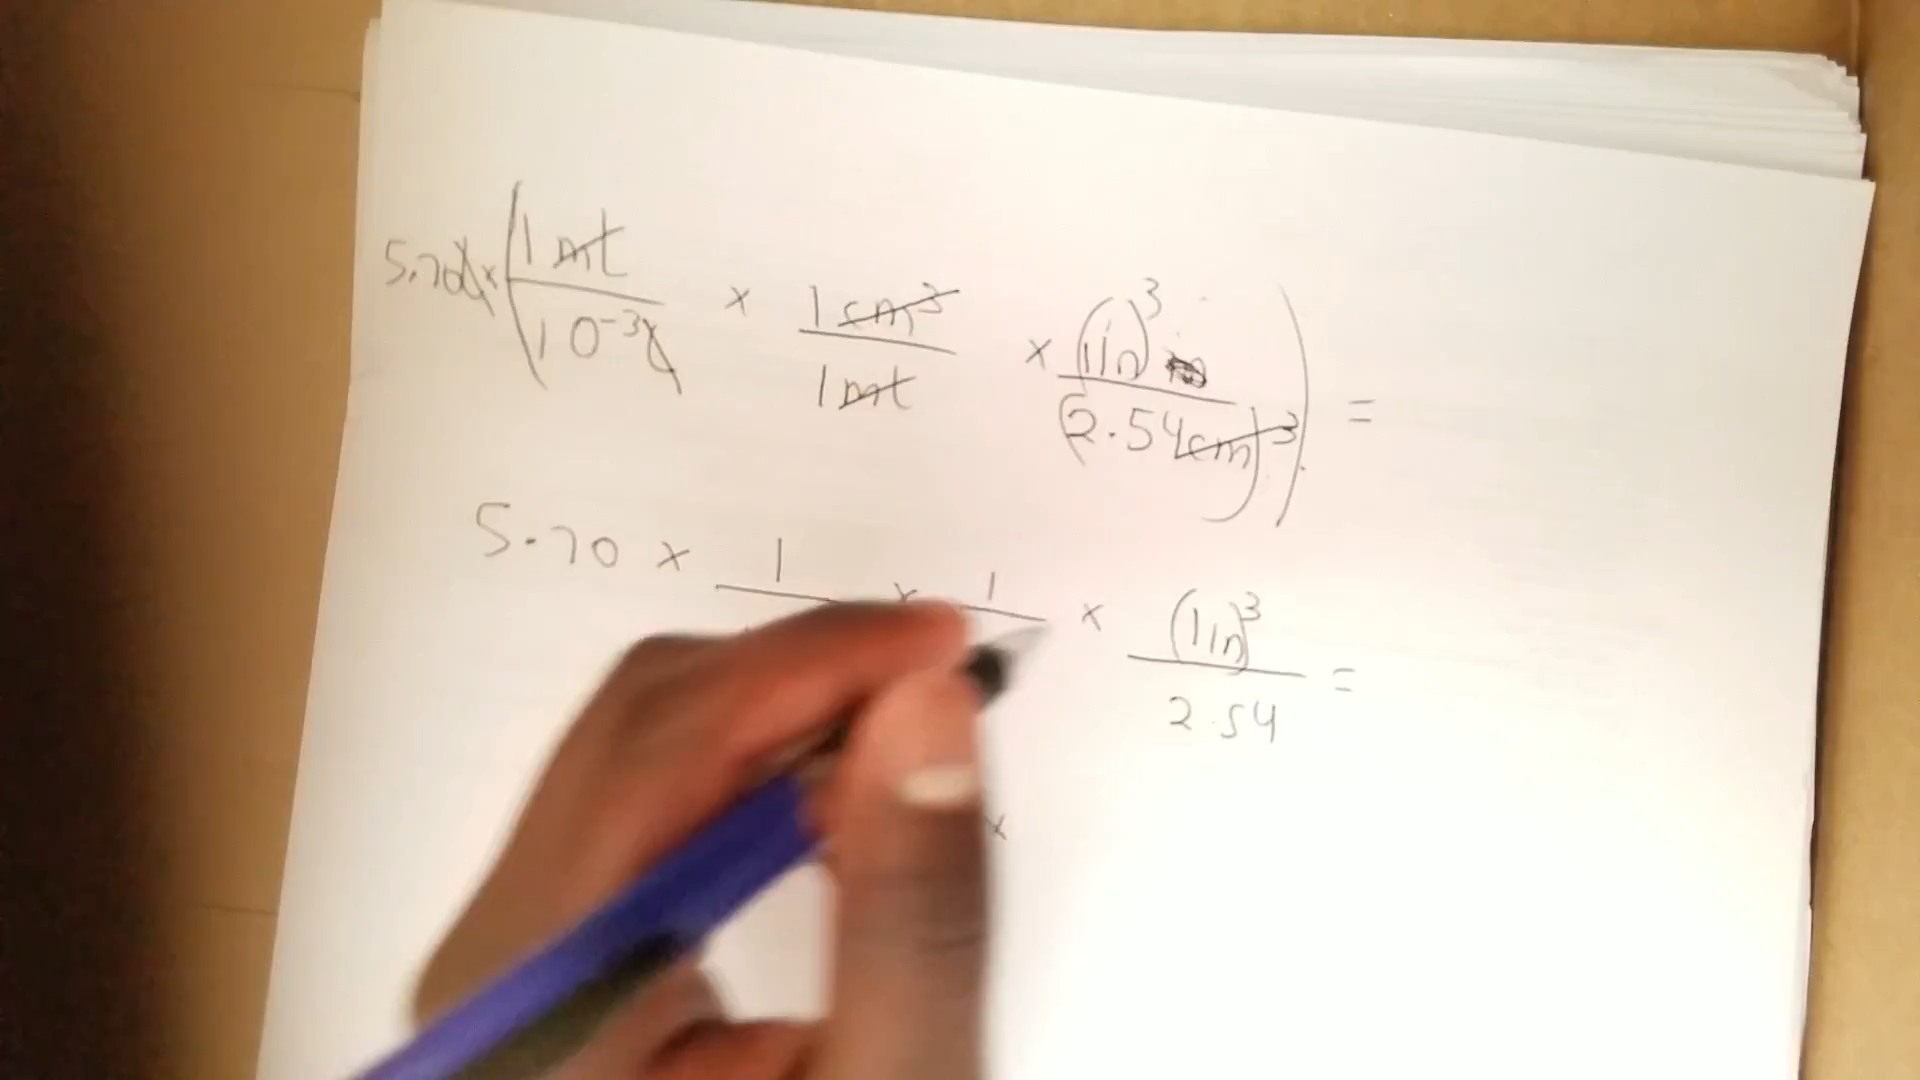 5.70l × ( 1 ml / 10⁻³l × 1 cm³ / 1 ml × (1in)³ / (2.54cm)³ ) =
5.70 × 1 / × 1 / × (1in)³ / 2.54 =
×